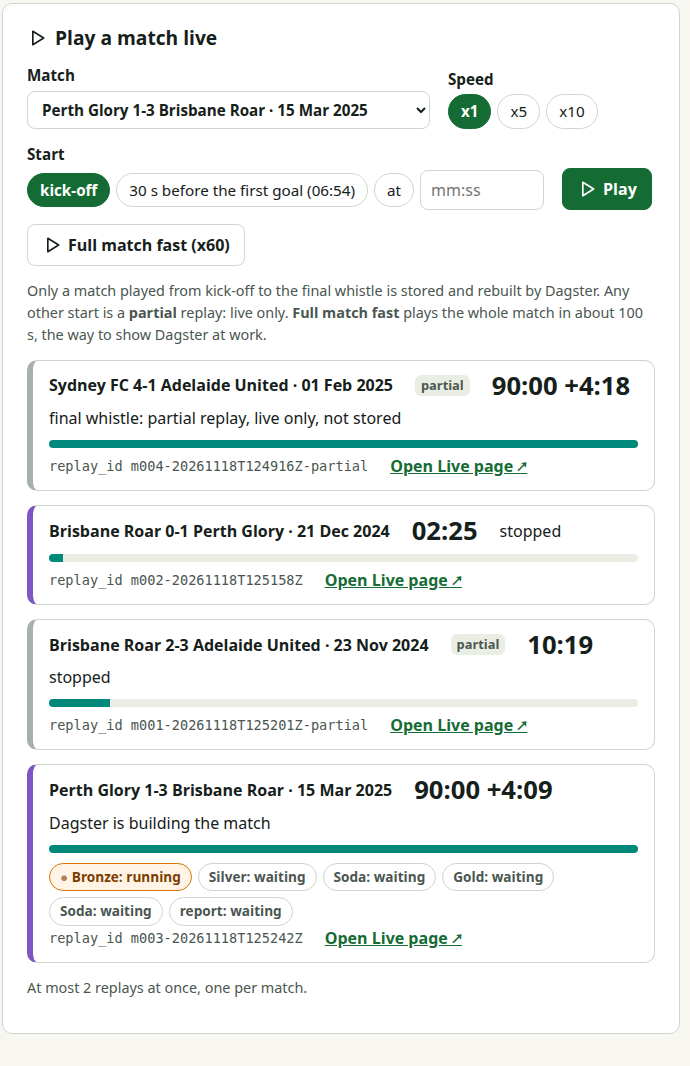 Play a match live
Match
Speed
Perth Glory 1-3 Brisbane Roar · 15 Mar 2025
x1
x5
x10
Start
kick-off
30 s before the first goal (06:54)
at
mm:ss
Play
Full match fast (x60)
Only a match played from kick-off to the final whistle is stored and rebuilt by Dagster. Any
other start is a partial replay: live only. Full match fast plays the whole match in about 100
s, the way to show Dagster at work.
Sydney FC 4-1 Adelaide United · 01 Feb 2025 partial 90:00 +4:18
final whistle: partial replay, live only, not stored
replay_id m004-20261118T124916Z-partial Open Live page ↗
Brisbane Roar 0-1 Perth Glory · 21 Dec 2024 02:25 stopped
replay_id m002-20261118T125158Z Open Live page ↗
Brisbane Roar 2-3 Adelaide United · 23 Nov 2024 partial 10:19
stopped
replay_id m001-20261118T125201Z-partial Open Live page ↗
Perth Glory 1-3 Brisbane Roar · 15 Mar 2025 90:00 +4:09
Dagster is building the match
Bronze: running
Silver: waiting
Soda: waiting
Gold: waiting
Soda: waiting
report: waiting
replay_id m003-20261118T125242Z Open Live page ↗
At most 2 replays at once, one per match.